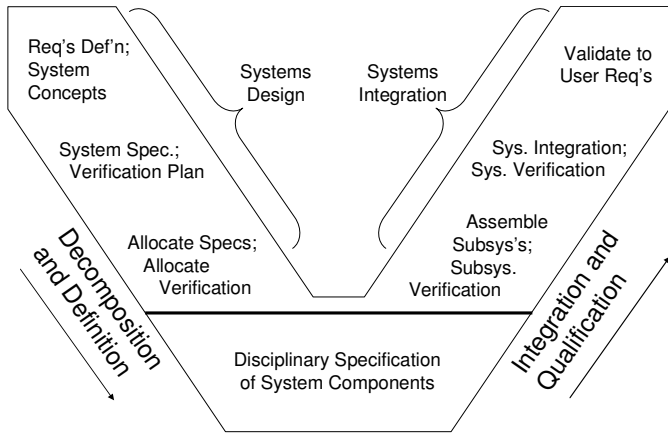 Req's Def'n;
System
Concepts
Systems
Design
Systems
Integration
Validate to
User Req's
System Spec.;
Verification Plan
Sys. Integration;
Sys. Verification
Allocate Specs;
Allocate
Verification
Assemble
Subsys's;
Subsys.
Verification
Decomposition
and Definition
Integration and
Qualification
Disciplinary Specification
of System Components